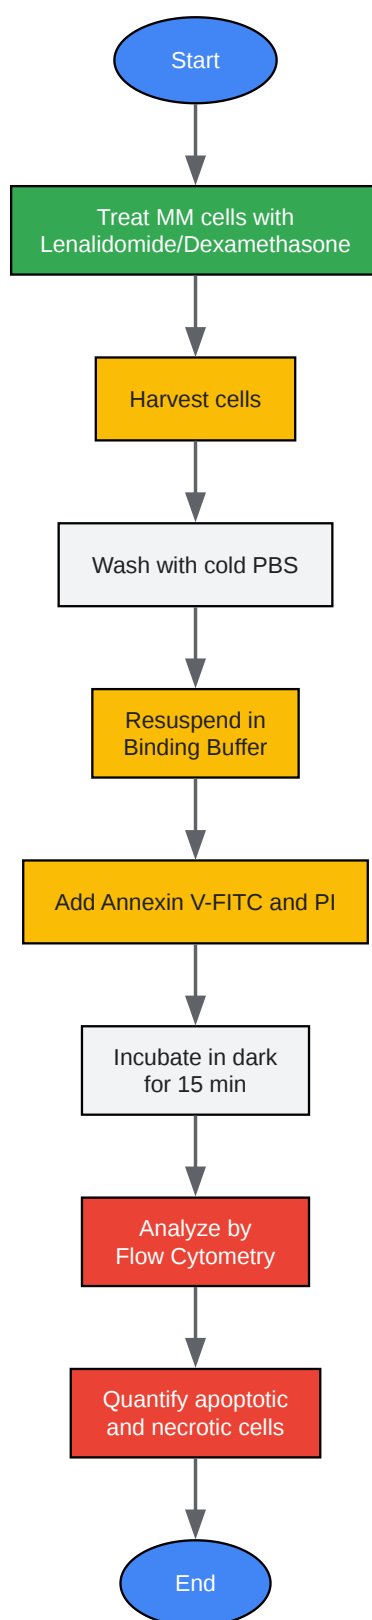 Start
Treat MM cells with
Lenalidomide/Dexamethasone
Harvest cells
Wash with cold PBS
Resuspend in
Binding Buffer
Add Annexin V-FITC and PI
Incubate in dark
for 15 min
Analyze by
Flow Cytometry
Quantify apoptotic
and necrotic cells
End